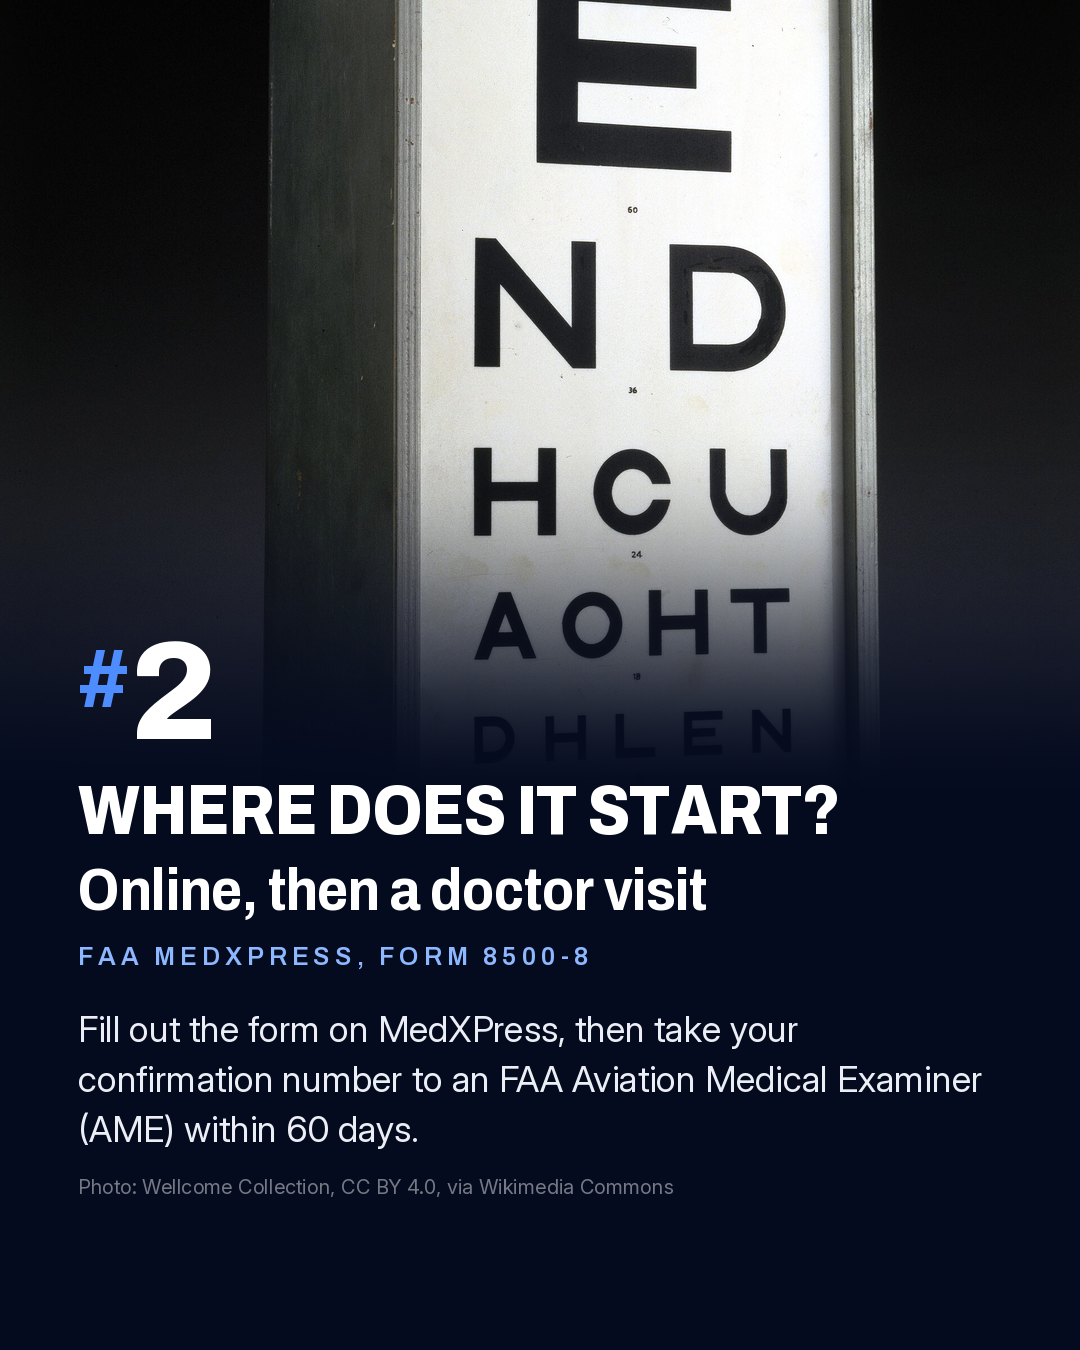 E
60
N D
36
H C U
24
A O H T
18
D H L E N
#2
WHERE DOES IT START?
Online, then a doctor visit
FAA MEDXPRESS, FORM 8500-8
Fill out the form on MedXPress, then take your
confirmation number to an FAA Aviation Medical Examiner
(AME) within 60 days.
Photo: Wellcome Collection, CC BY 4.0, via Wikimedia Commons